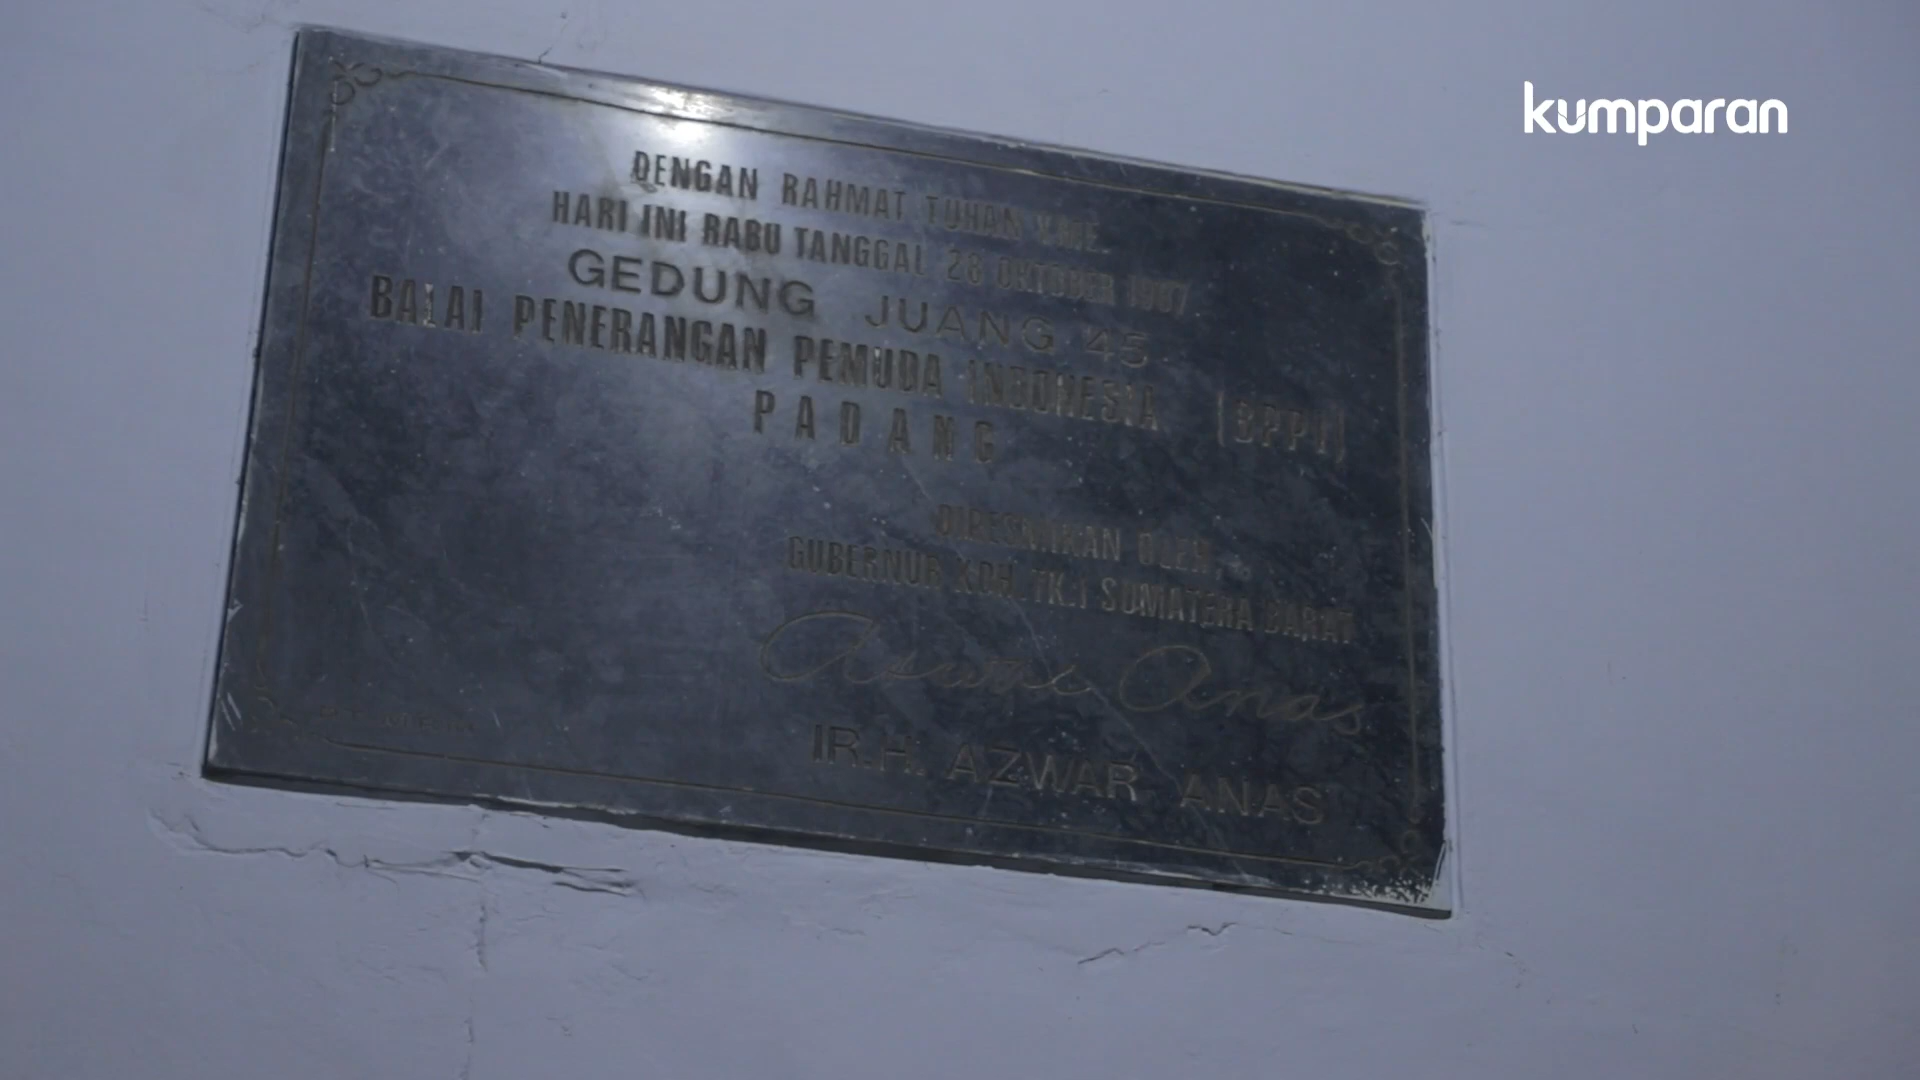 kumparan
DENGAN RAHMAT TUHAN Y.M.E.
HARI INI RABU TANGGAL 28 OKTOBER 1987
GEDUNG JUANG 45
BALAI PENERANGAN PEMUDA INDONESIA (BPPI)
PADANG
DIRESMIKAN OLEH
GUBERNUR KDH. TK. I SUMATERA BARAT
IR. H. AZWAR ANAS